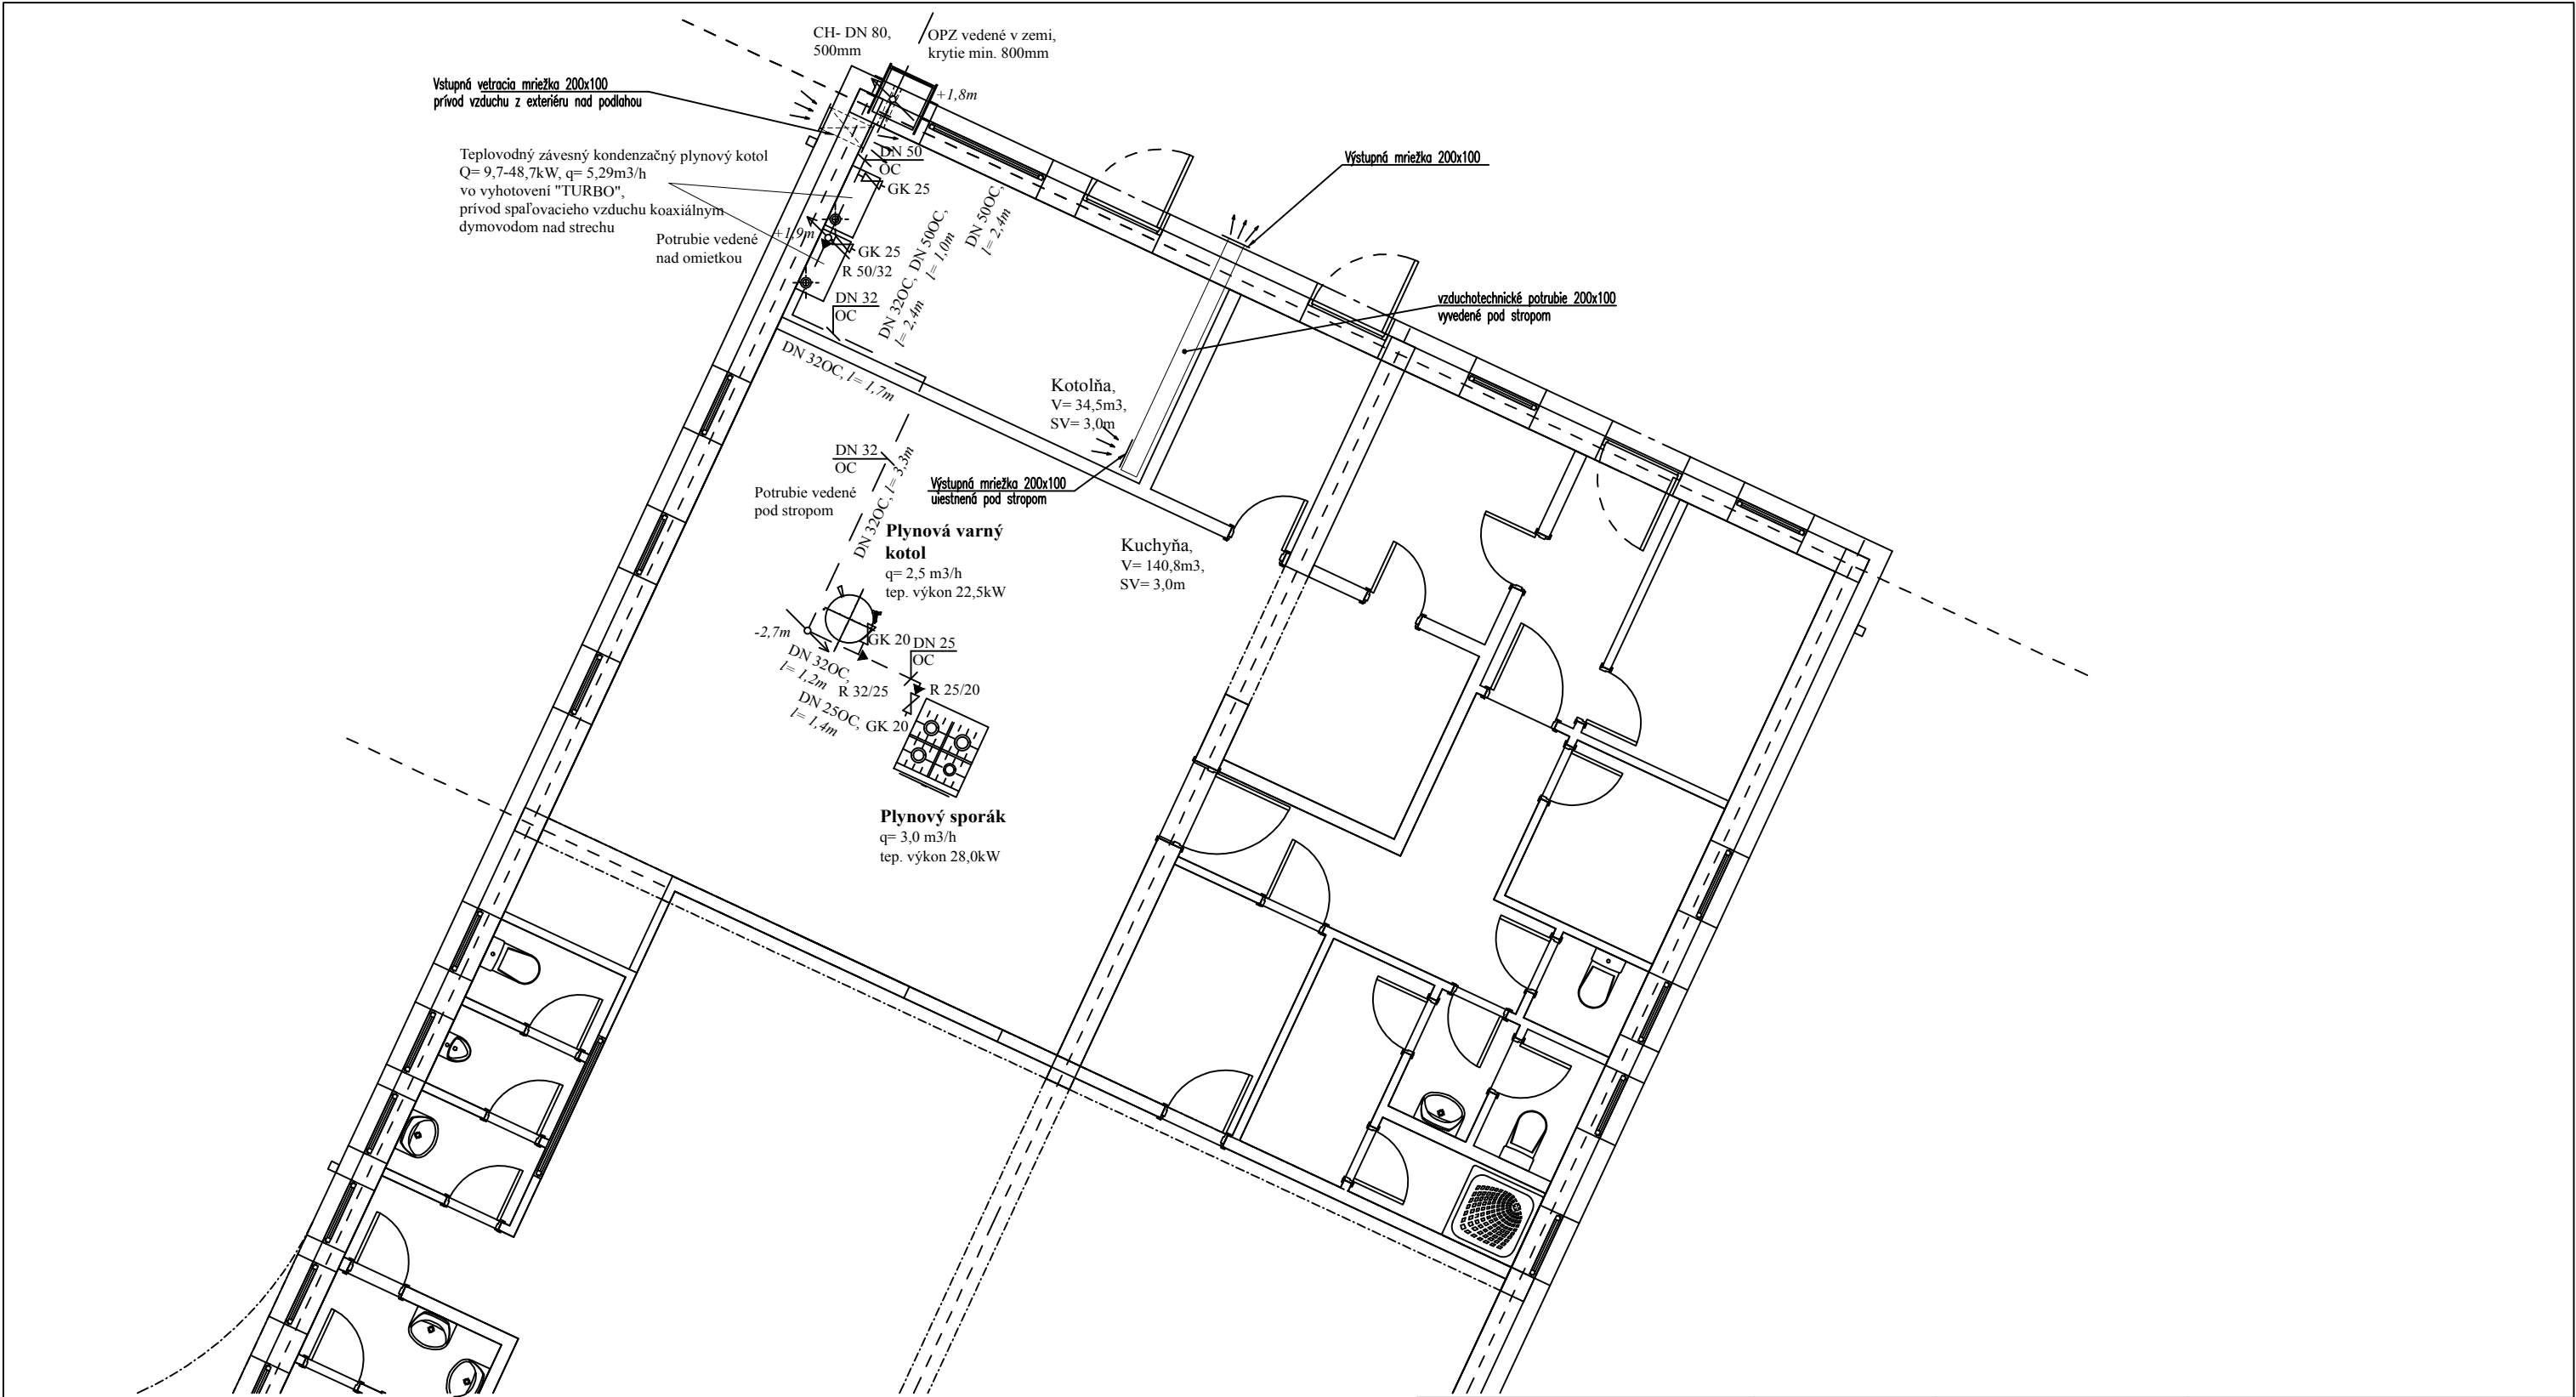 CH- DN 80,
500mm
OPZ vedené v zemi,
krytie min. 800mm
Vstupná vetracia mriežka 200x100
prívod vzduchu z exteriéru nad podlahou
+1,8m
Teplovodný závesný kondenzačný plynový kotol
Q= 9,7-48,7kW, q= 5,29m3/h
vo vyhotovení "TURBO",
prívod spaľovacieho vzduchu koaxiálnym
dymovodom nad strechu
DN 50
OC
GK 25
Výstupná mriežka 200x100
Potrubie vedené
nad omietkou
+1,9m
GK 25
R 50/32
DN 32
OC
DN 32OC,
l= 2,4m
DN 50OC,
l= 1,0m
DN 50OC,
l= 2,4m
vzduchotechnické potrubie 200x100
vyvedené pod stropom
DN 32OC, l= 1,7m
Kotolňa,
V= 34,5m3,
SV= 3,0m
DN 32
OC
DN 32OC, l= 3,3m
Potrubie vedené
pod stropom
Výstupná mriežka 200x100
uiestnená pod stropom
Plynová varný
kotol
q= 2,5 m3/h
tep. výkon 22,5kW
Kuchyňa,
V= 140,8m3,
SV= 3,0m
-2,7m
GK 20
DN 25
OC
DN 32OC,
l= 1,2m
R 32/25
R 25/20
DN 25OC,
l= 1,4m
GK 20
Plynový sporák
q= 3,0 m3/h
tep. výkon 28,0kW